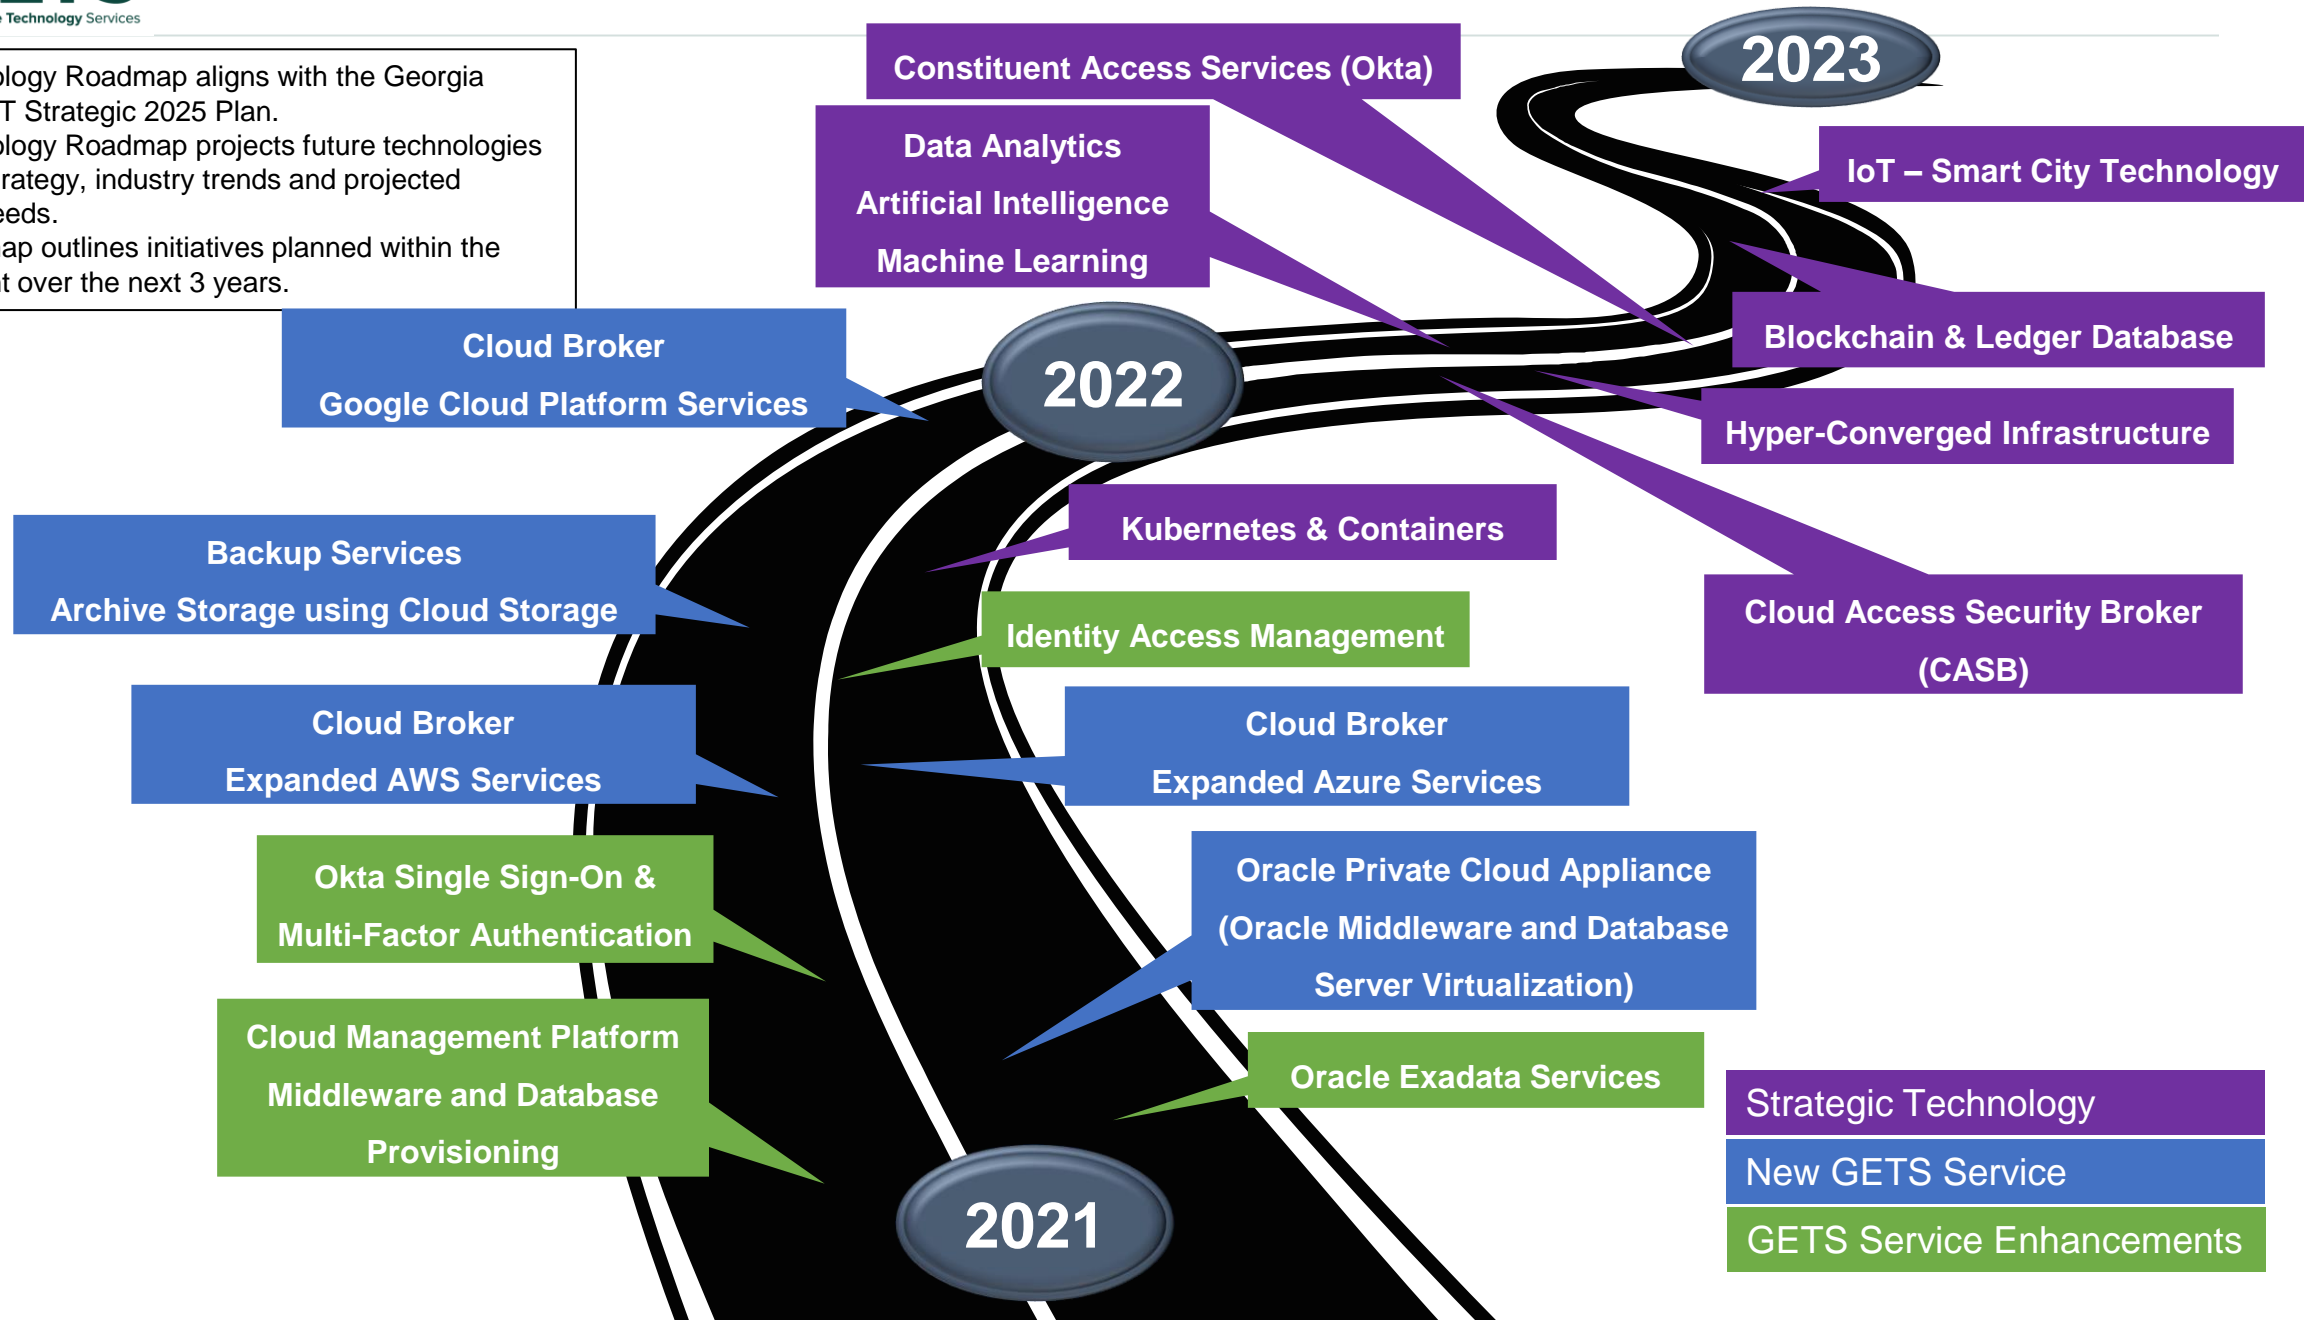 Technology Services
Roadmap aligns with the Georgia
Strategic 2025 Plan.
Roadmap projects future technologies
industry trends and projected
outlines initiatives planned within the
over the next 3 years.
2023
Constituent Access Services (Okta)
Data Analytics
Artificial Intelligence
Machine Learning
IoT – Smart City Technology
Blockchain & Ledger Database
Cloud Broker
Google Cloud Platform Services
2022
Hyper-Converged Infrastructure
Kubernetes & Containers
Backup Services
Archive Storage using Cloud Storage
Identity Access Management
Cloud Access Security Broker
(CASB)
Cloud Broker
Expanded AWS Services
Cloud Broker
Expanded Azure Services
Okta Single Sign-On &
Multi-Factor Authentication
Oracle Private Cloud Appliance
(Oracle Middleware and Database
Server Virtualization)
Cloud Management Platform
Middleware and Database
Provisioning
Oracle Exadata Services
2021
Strategic Technology
New GETS Service
GETS Service Enhancements